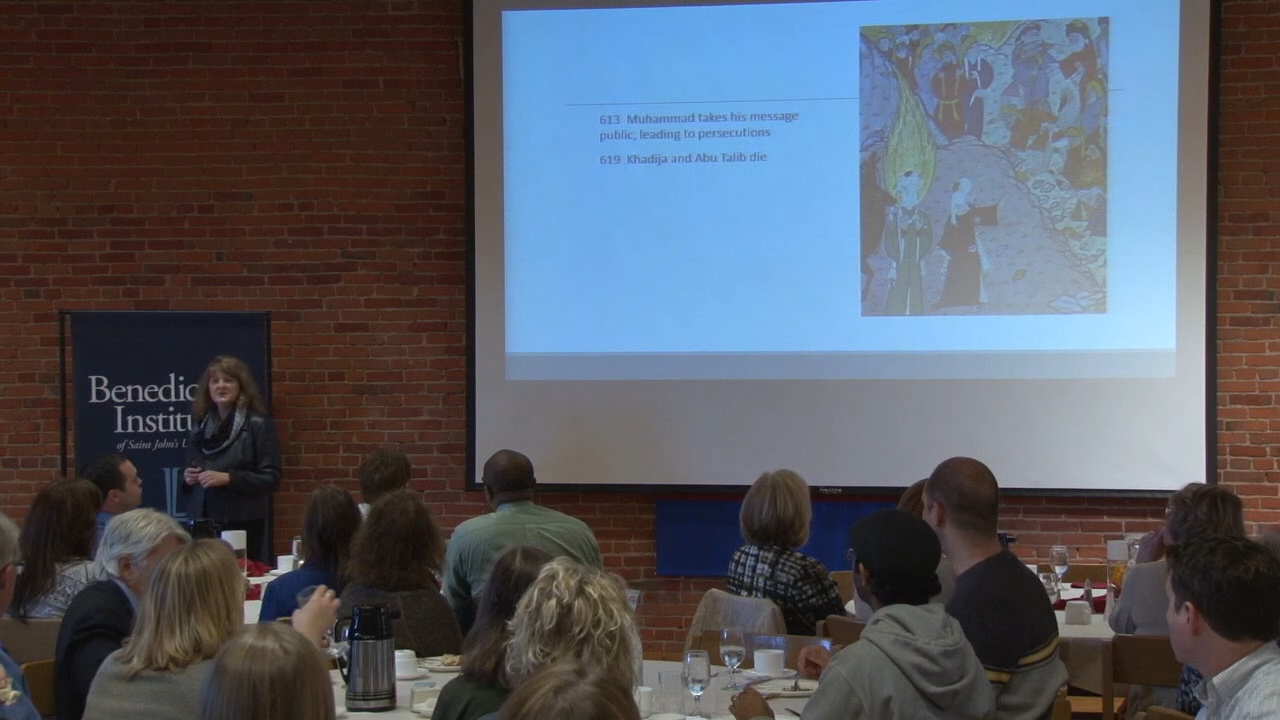 613 Muhammad takes his message
public, leading to persecutions
619 Khadija and Abu Talib die
Benedic
Institu
of Saint John's U